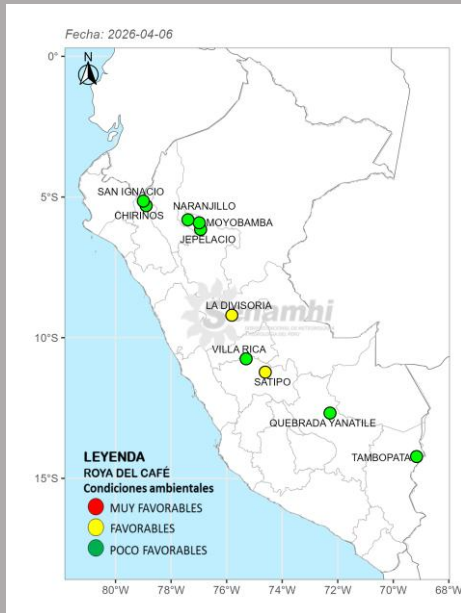 Fecha: 2026-04-06
N
0°
SAN IGNACIO
CHIRINOS
NARANJILLO
MOYOBAMBA
JEPELACIO
5°S
LA DIVISORIA
Senamhi
10°S
VILLA RICA
SATIPO
QUEBRADA YANATILE
TAMBOPATA
15°S
LEYENDA
ROYA DEL CAFÉ
Condiciones ambientales
MUY FAVORABLES
FAVORABLES
POCO FAVORABLES
80°W 78°W 76°W 74°W 72°W 70°W 68°W